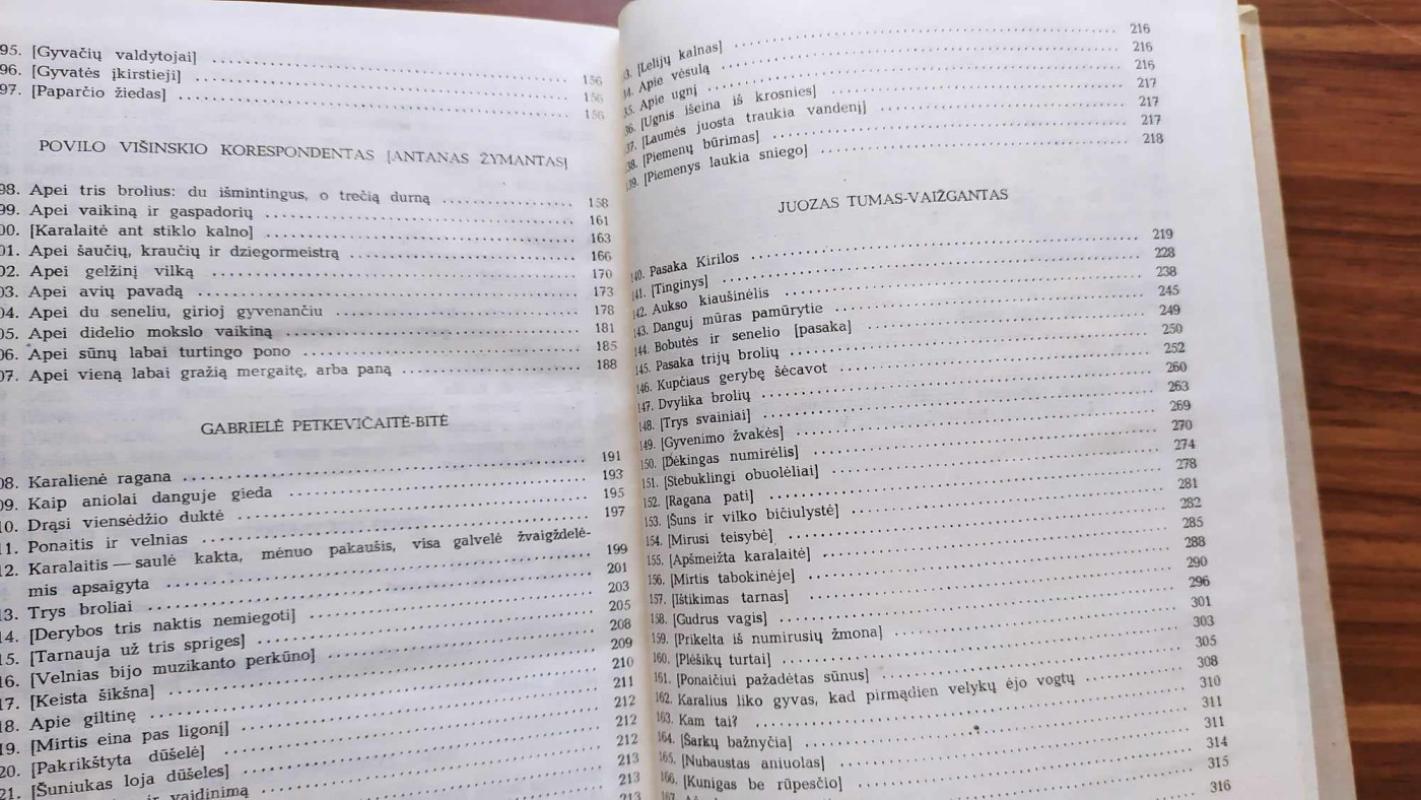 95. [Gyvačių valdytojai] 156
96. [Gyvatės įkirstieji] 156
97. [Paparčio žiedas] 156
POVILO VIŠINSKIO KORESPONDENTAS [ANTANAS ŽYMANTAS]
98. Apei tris brolius: du išmintingus, o trečią durną 158
99. Apei vaikiną ir gaspadorių 161
00. [Karalaitė ant stiklo kalno] 163
01. Apei šaučių, kraučių ir dziegormeistrą 166
02. Apei gelžinį vilką 170
03. Apei avių pavadą 173
04. Apei du seneliu, girioj gyvenančiu 178
05. Apei didelio mokslo vaikiną 181
06. Apei sūnų labai turtingo pono 185
07. Apei vieną labai gražią mergaitę, arba paną 188
GABRIELĖ PETKEVIČAITĖ-BITĖ
08. Karalienė ragana 191
09. Kaip aniolai danguje gieda 193
10. Drąsi viensėdžio duktė 195
11. Ponaitis ir velnias 197
12. Karalaitis — saulė kakta, mėnuo pakaušis, visa galvelė žvaigždelė-
mis apsaigyta 199
13. Trys broliai 201
14. [Derybos tris naktis nemiegoti] 203
15. [Tarnauja už tris spriges] 205
16. [Velnias bijo muzikanto perkūno] 208
17. [Keista šikšna] 209
18. Apie giltinę 210
19. [Mirtis eina pas ligonį] 211
20. [Pakrikštyta dūšelė] 212
21. [Šuniukas loja dūšeles] 212
ir vaidinimą 212
213
213
213
3. [Lelijų kalnas] 216
34. Apie vėsulą 216
35. Apie ugnį 216
36. [Ugnis išeina iš krosnies] 217
37. [Laumės juosta traukia vandenį] 217
38. [Piemenų būrimas] 217
139. [Piemenys laukia sniego] 218
JUOZAS TUMAS-VAIŽGANTAS
140. Pasaka Kirilos 219
141. [Tinginys] 228
142. Aukso kiaušinėlis 238
143. Danguj mūras pamūrytie 245
144. Bobutės ir senelio [pasaka] 249
145. Pasaka trijų brolių 250
146. Kupčiaus gerybę šėcavot 252
147. Dvylika brolių 260
148. [Trys svainiai] 263
149. [Gyvenimo žvakės] 269
150. [Dėkingas numirėlis] 270
151. [Stebuklingi obuolėliai] 274
152. [Ragana pati] 278
153. [Šuns ir vilko bičiulystė] 281
154. [Mirusi teisybė] 282
155. [Apšmeižta karalaitė] 285
156. [Mirtis tabokinėje] 288
157. [Ištikimas tarnas] 290
158. [Gudrus vagis] 296
159. [Prikelta iš numirusių žmona] 301
160. [Plėšikų turtai] 303
161. [Ponaičiui pažadėtas sūnus] 305
162. Karalius liko gyvas, kad pirmądien velykų ėjo vogtų 308
163. Kam tai? 310
164. [Šarkų bažnyčia] 311
165. [Nubaustas aniuolas] 311
166. [Kunigas be rūpesčio] 314
167. 315
316